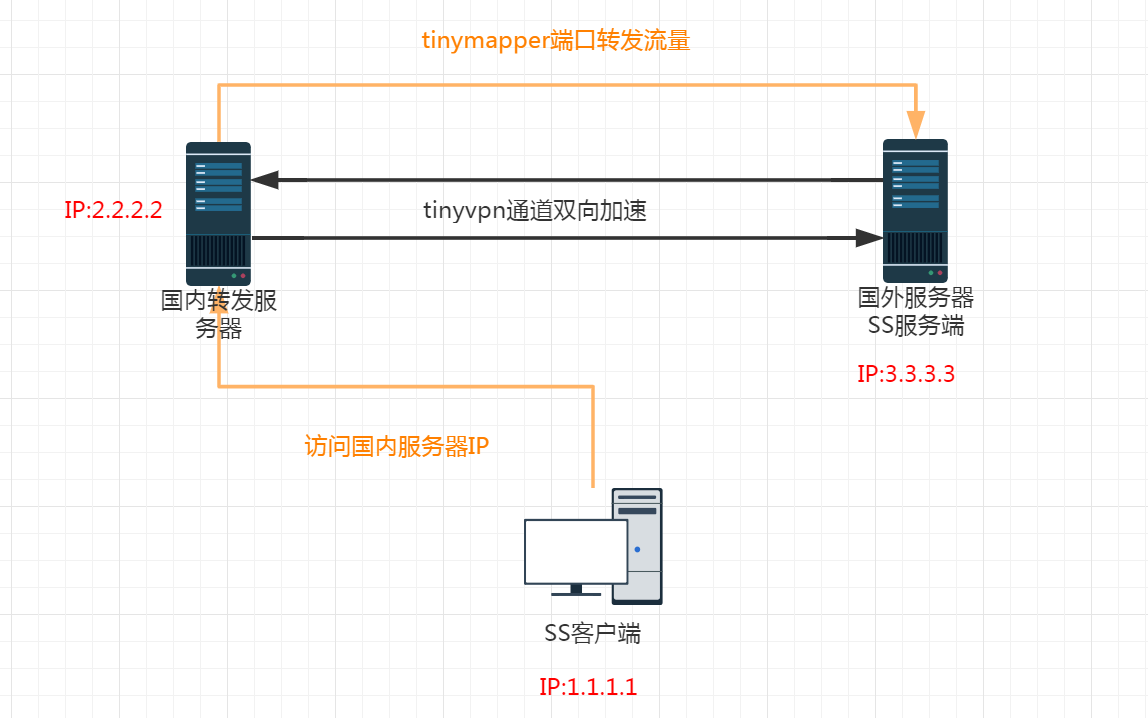 tinymapper端口转发流量
IP:2.2.2.2
tinyvpn通道双向加速
国内转发服
务器
国外服务器
SS服务端
IP:3.3.3.3
访问国内服务器IP
SS客户端
IP:1.1.1.1